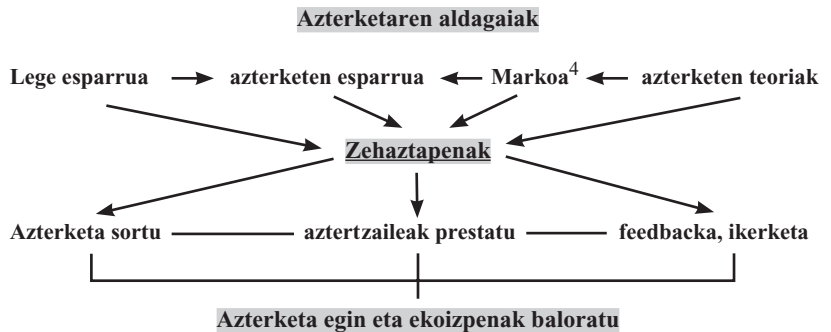 Azterketaren aldagaiak
Lege esparrua azterketen esparrua Markoa4 azterketen teoriak
Zehaztapenak
Azterketa sortu aztertzaileak prestatu feedbacka, ikerketa
Azterketa egin eta ekoizpenak baloratu